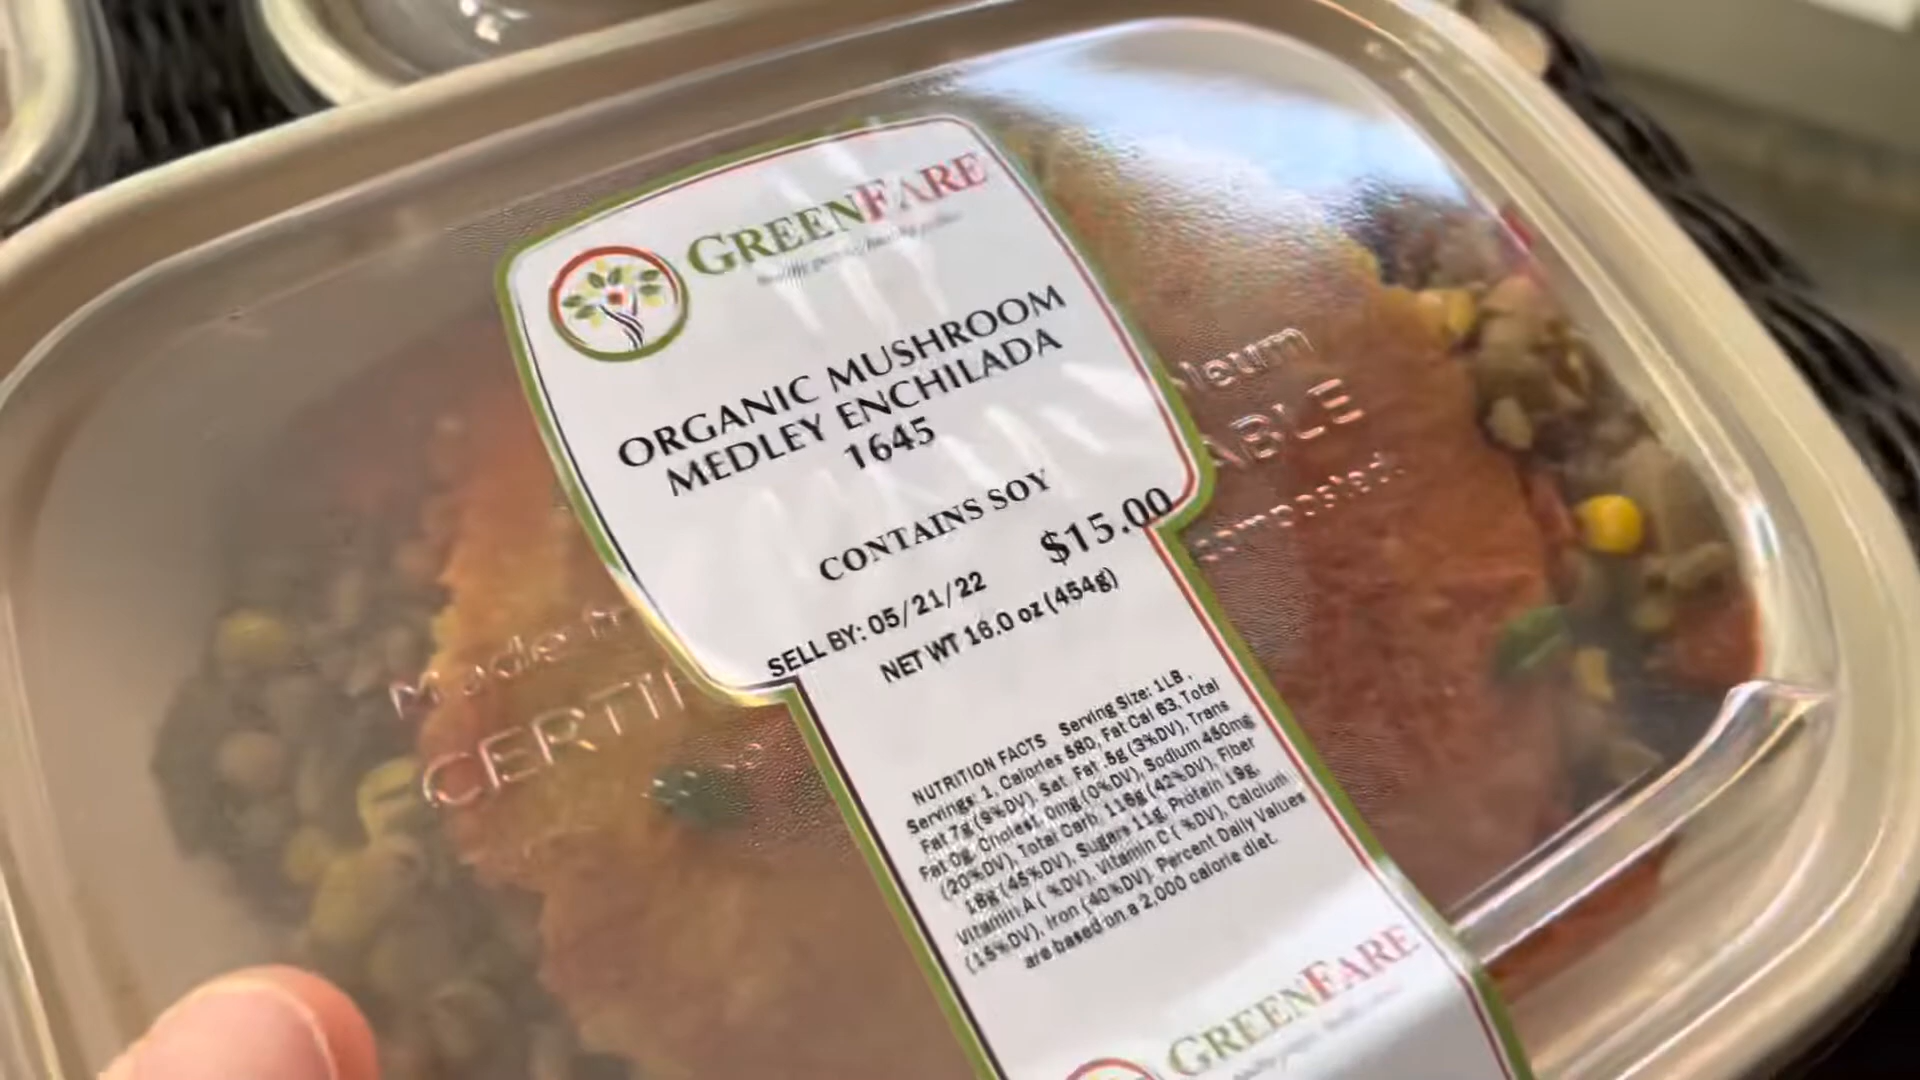 GREENFARE
ORGANIC MUSHROOM
MEDLEY ENCHILADA
1645
CONTAINS SOY
$15.00
SELL BY: 05/21/22
NET WT 16.0 oz (454g)
NUTRITION FACTS Serving Size: 1LB,
Servings: 1, Calories 580, Fat Cal 63, Total
Fat 7g (9%DV), Sat. Fat .5g (3%DV), Trans
Fat 0g, Cholest. 0mg (0%DV), Sodium 450mg
(20%DV), Total Carb. 116g (42%DV), Fiber
18g (45%DV), Sugars 11g, Protein 19g,
Vitamin A ( %DV), Vitamin C ( %DV), Calcium
(15%DV), Iron (40%DV). Percent Daily Values
are based on a 2,000 calorie diet.
GREENFARE
Made fr
CERTI
leum
ABLE
composted.